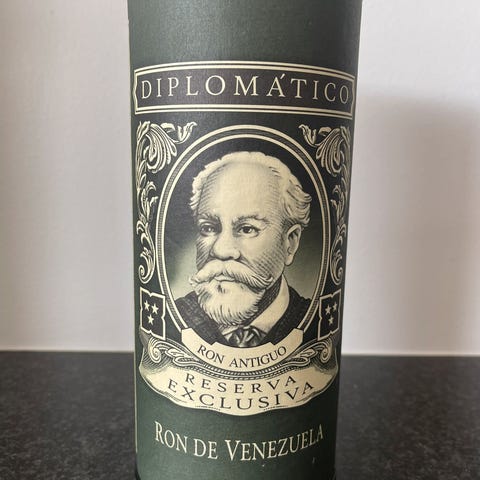 DIPLOMÁTICO
RON ANTIGUO
RESERVA
EXCLUSIVA
RON DE VENEZUELA